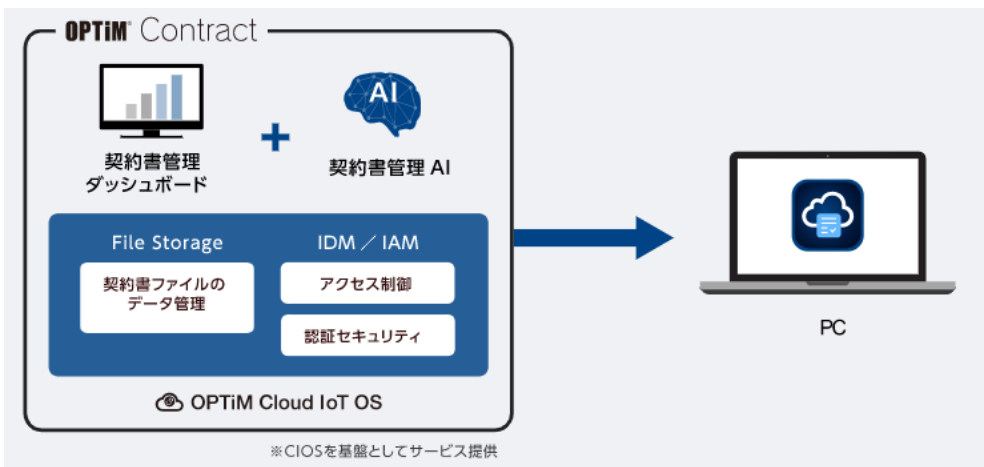 OPTiM® Contract
AI
契約書管理
ダッシュボード
+
契約書管理 AI
File Storage
契約書ファイルの
データ管理
IDM／IAM
アクセス制御
認証セキュリティ
OPTiM Cloud IoT OS
※CIOSを基盤としてサービス提供
PC